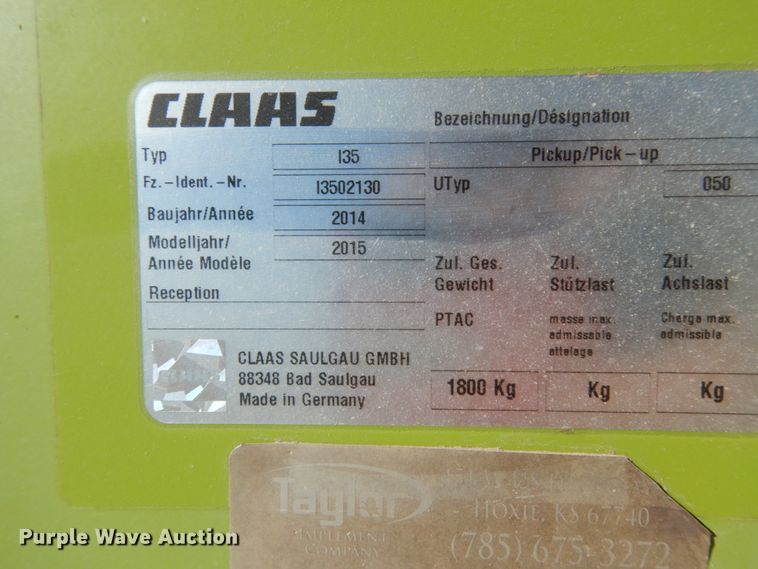 CLAAS
Bezeichnung/Désignation
Typ I35 Pickup/Pick-up
Fz.-Ident.-Nr. I3502130 UTyp 050
Baujahr/Année 2014
Modelljahr/ 2015
Année Modèle
Zul. Ges. Zul. Zul.
Gewicht Stützlast Achslast
Reception
PTAC masse max. Charge max.
admissable admissible
attelage
CLAAS SAULGAU GMBH
88348 Bad Saulgau
Made in Germany
1800 Kg Kg Kg
CLAAS
Taylor
IMPLEMENT
COMPANY
HOXIE, KS 67740
(785) 675-3272
Purple Wave Auction